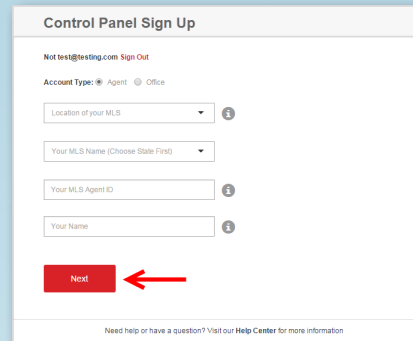 Control Panel Sign Up
Not test@testing.com Sign Out
Account Type: Agent Office
Location of your MLS
Your MLS Name (Choose State First)
Your MLS Agent ID
Your Name
Next
Need help or have a question? Visit our Help Center for more information